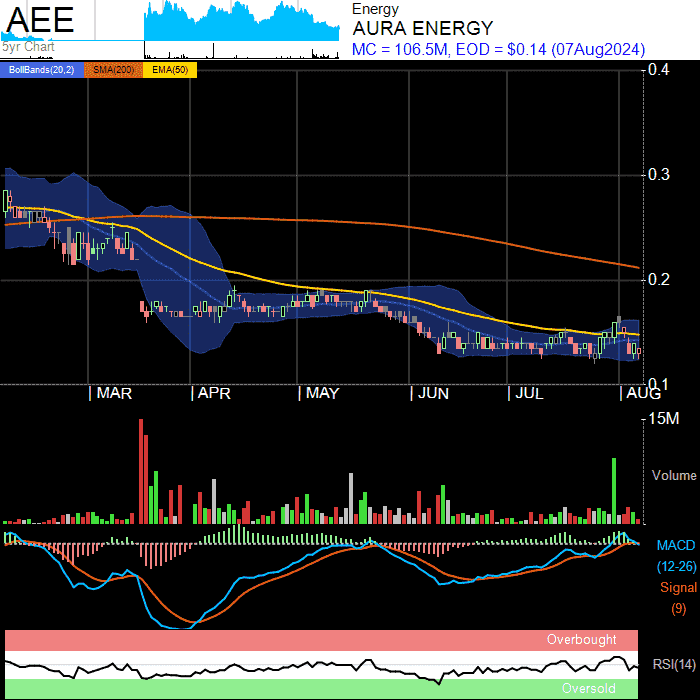 AEE
5yr Chart
Energy
AURA ENERGY
MC = 106.5M, EOD = $0.14 (07Aug2024)
BollBands(20,2) SMA(200) EMA(50)
0.4
0.3
0.2
0.1
| MAR | APR | MAY | JUN | JUL | AUG
15M
Volume
MACD
(12-26)
Signal
(9)
Overbought
RSI(14)
Oversold